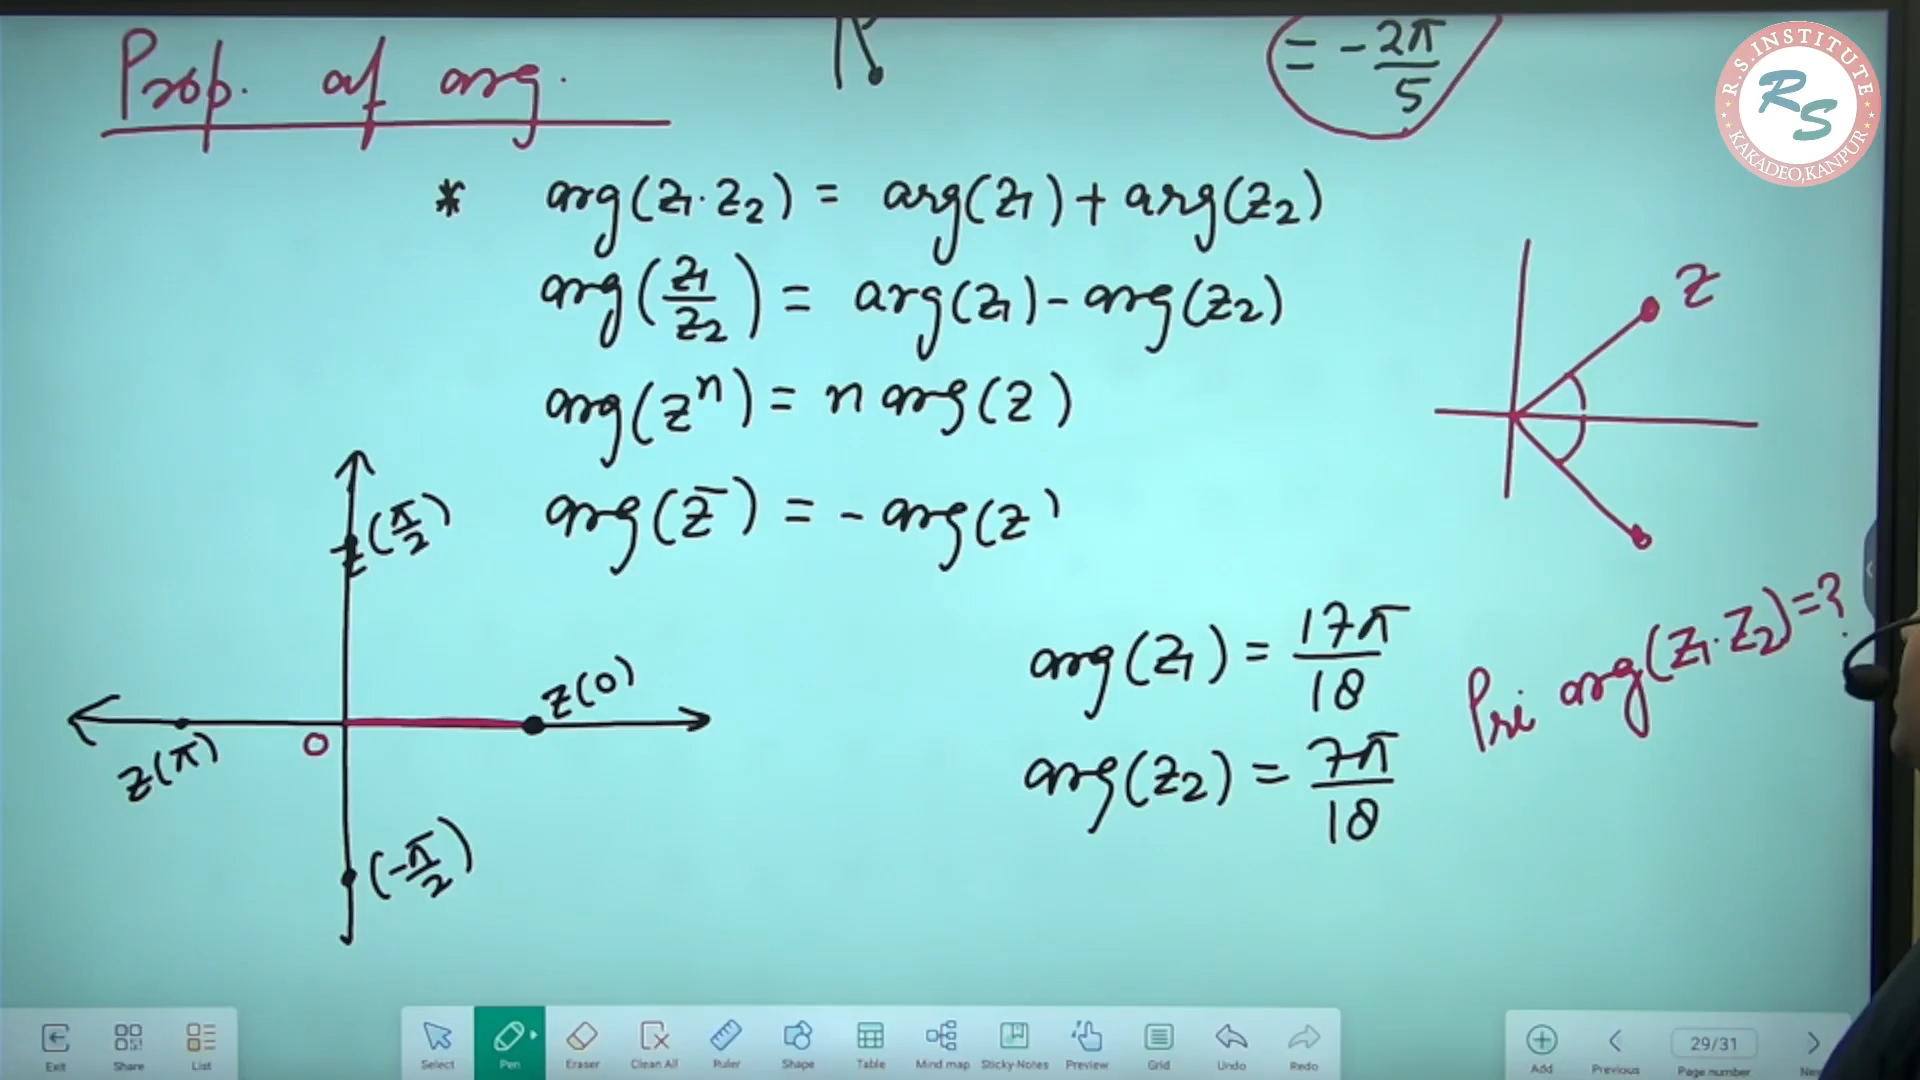 Prop. of arg.
= -2π/5
* arg(z1·z2) = arg(z1) + arg(z2)
arg(z1/z2) = arg(z1) - arg(z2)
arg(z^n) = n arg(z)
arg(z̄) = - arg(z)
z
z(π/2)
z(0)
z(π)
0
(-π/2)
arg(z1) = 17π/18
arg(z2) = 7π/18
Pri arg(z1·z2) = ?
R.S. INSTITUTE
RS
KAKADEO, KANPUR
Exit Share List
Select Pen Eraser Clean All Ruler Shape Table Mind map Sticky-Notes Preview Grid Undo Redo
29/31
Add Previous Page number